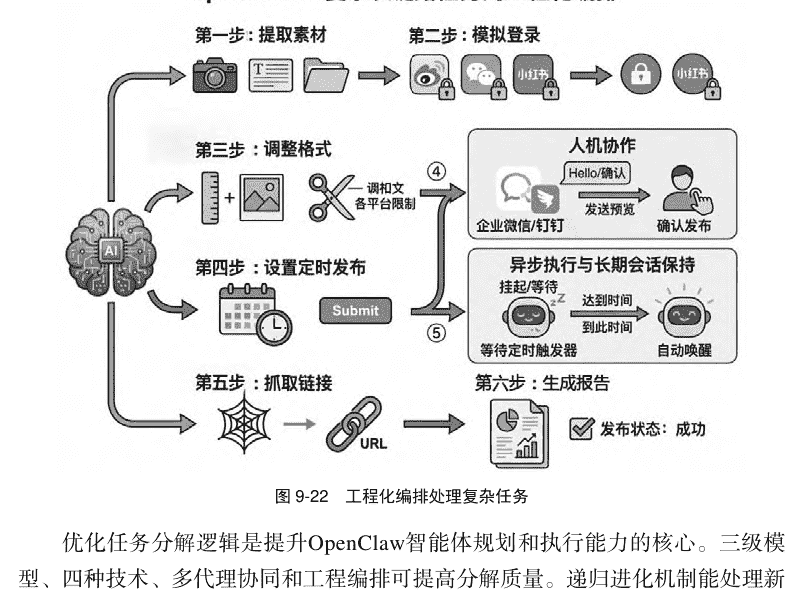 第一步：提取素材
第二步：模拟登录
T
小红书
小红书
第三步：调整格式
调和文
各平台限制
④
人机协作
Hello/确认
发送预览
企业微信/钉钉
确认发布
AI
第四步：设置定时发布
Submit
⑤
异步执行与长期会话保持
挂起/等待
zZ
达到时间
到此时间
等待定时触发器
自动唤醒
第五步：抓取链接
URL
第六步：生成报告
发布状态：成功
图 9-22 工程化编排处理复杂任务
优化任务分解逻辑是提升OpenClaw智能体规划和执行能力的核心。三级模
型、四种技术、多代理协同和工程编排可提高分解质量。递归进化机制能处理新